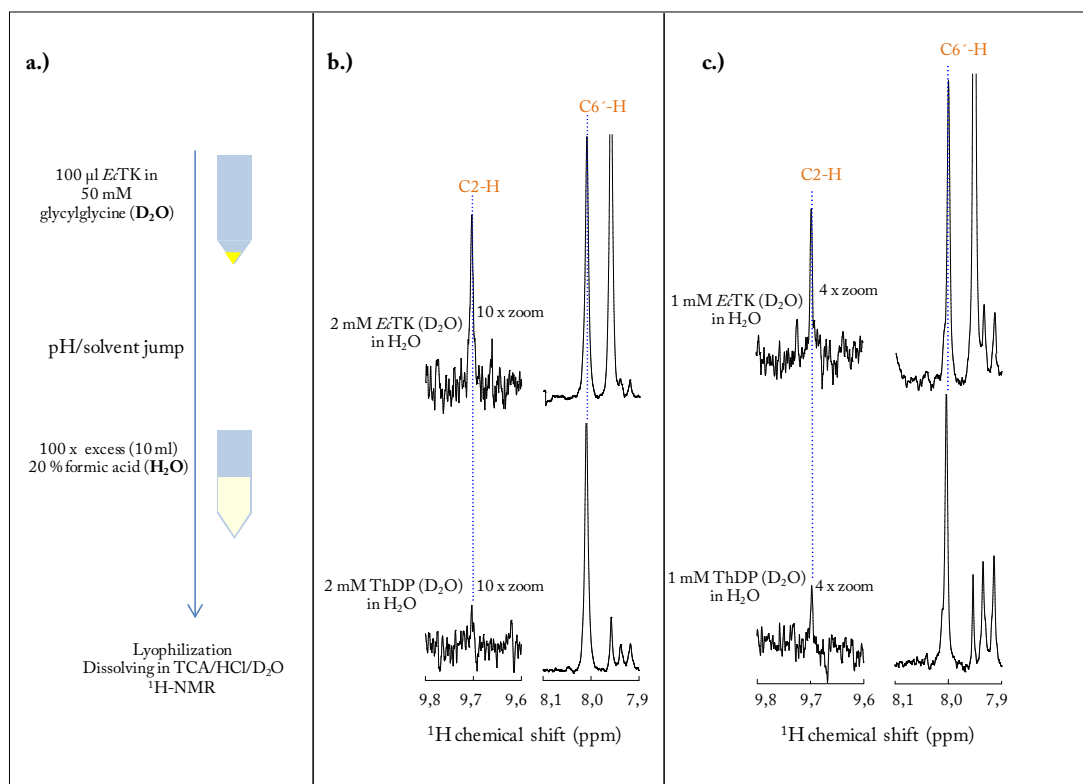 a.)
100 µl EcTK in
50 mM
glycylglycine (D₂O)
pH/solvent jump
100 x excess (10 ml)
20 % formic acid (H₂O)
Lyophilization
Dissolving in TCA/HCl/D₂O
¹H-NMR
b.)
C6´-H
C2-H
10 x zoom
2 mM EcTK (D₂O)
in H₂O
2 mM ThDP (D₂O)
in H₂O
10 x zoom
9,8 9,7 9,6 8,1 8,0 7,9
¹H chemical shift (ppm)
c.)
C6´-H
C2-H
4 x zoom
1 mM EcTK (D₂O)
in H₂O
1 mM ThDP (D₂O)
in H₂O
4 x zoom
9,8 9,7 9,6 8,1 8,0 7,9
¹H chemical shift (ppm)